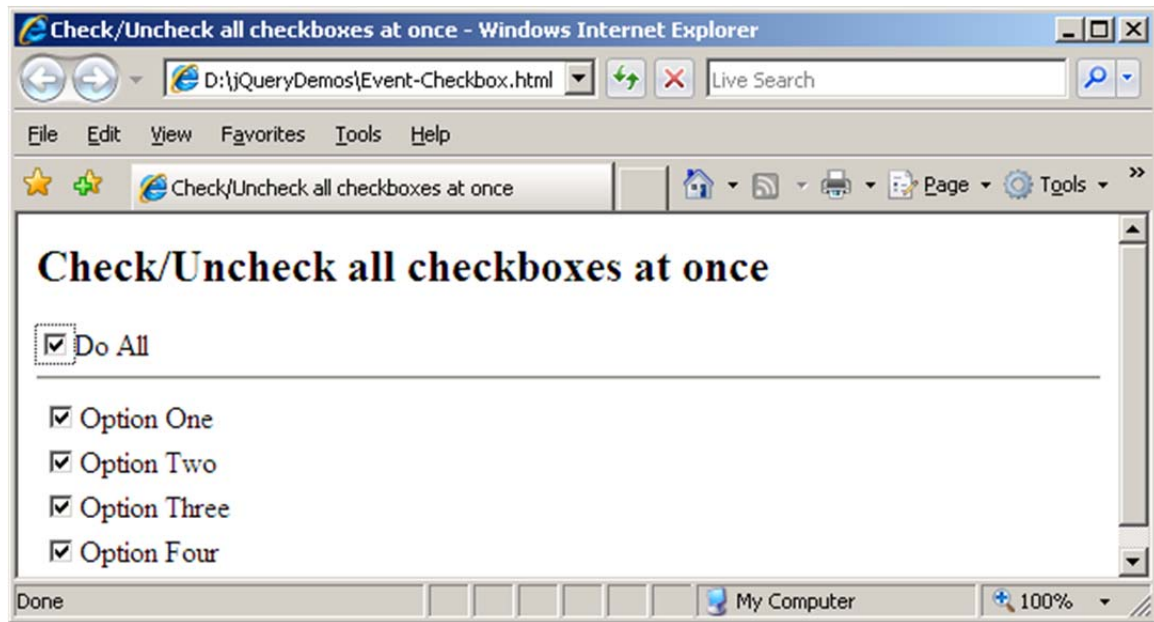 Check/Uncheck all checkboxes at once - Windows Internet Explorer
D:\jQueryDemos\Event-Checkbox.html
Live Search
File Edit View Favorites Tools Help
Check/Uncheck all checkboxes at once
Page
Tools
»
Check/Uncheck all checkboxes at once
Do All
Option One
Option Two
Option Three
Option Four
Done
My Computer
100%